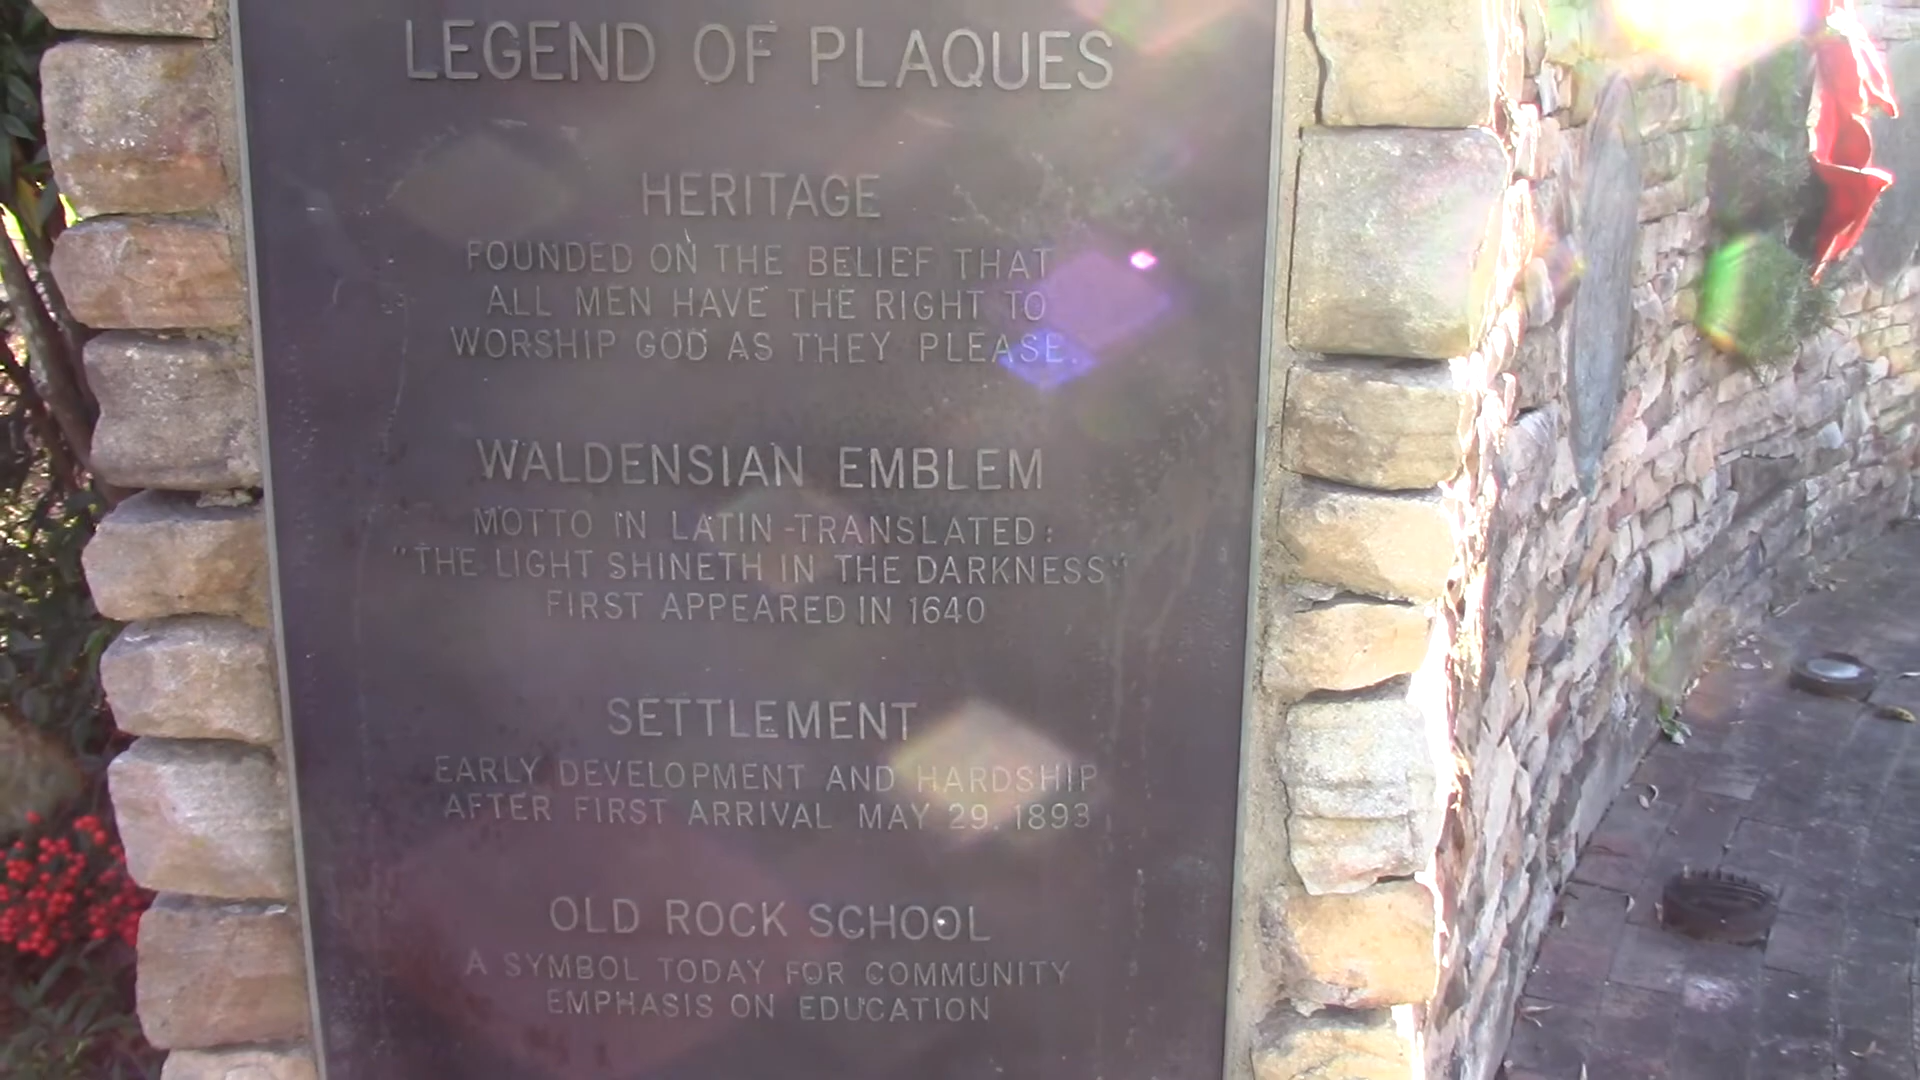 LEGEND OF PLAQUES
HERITAGE
FOUNDED ON THE BELIEF THAT
ALL MEN HAVE THE RIGHT TO
WORSHIP GOD AS THEY PLEASE.
WALDENSIAN EMBLEM
MOTTO IN LATIN-TRANSLATED:
"THE LIGHT SHINETH IN THE DARKNESS"
FIRST APPEARED IN 1640
SETTLEMENT
EARLY DEVELOPMENT AND HARDSHIP
AFTER FIRST ARRIVAL MAY 29. 1893
OLD ROCK SCHOOL
A SYMBOL TODAY FOR COMMUNITY
EMPHASIS ON EDUCATION